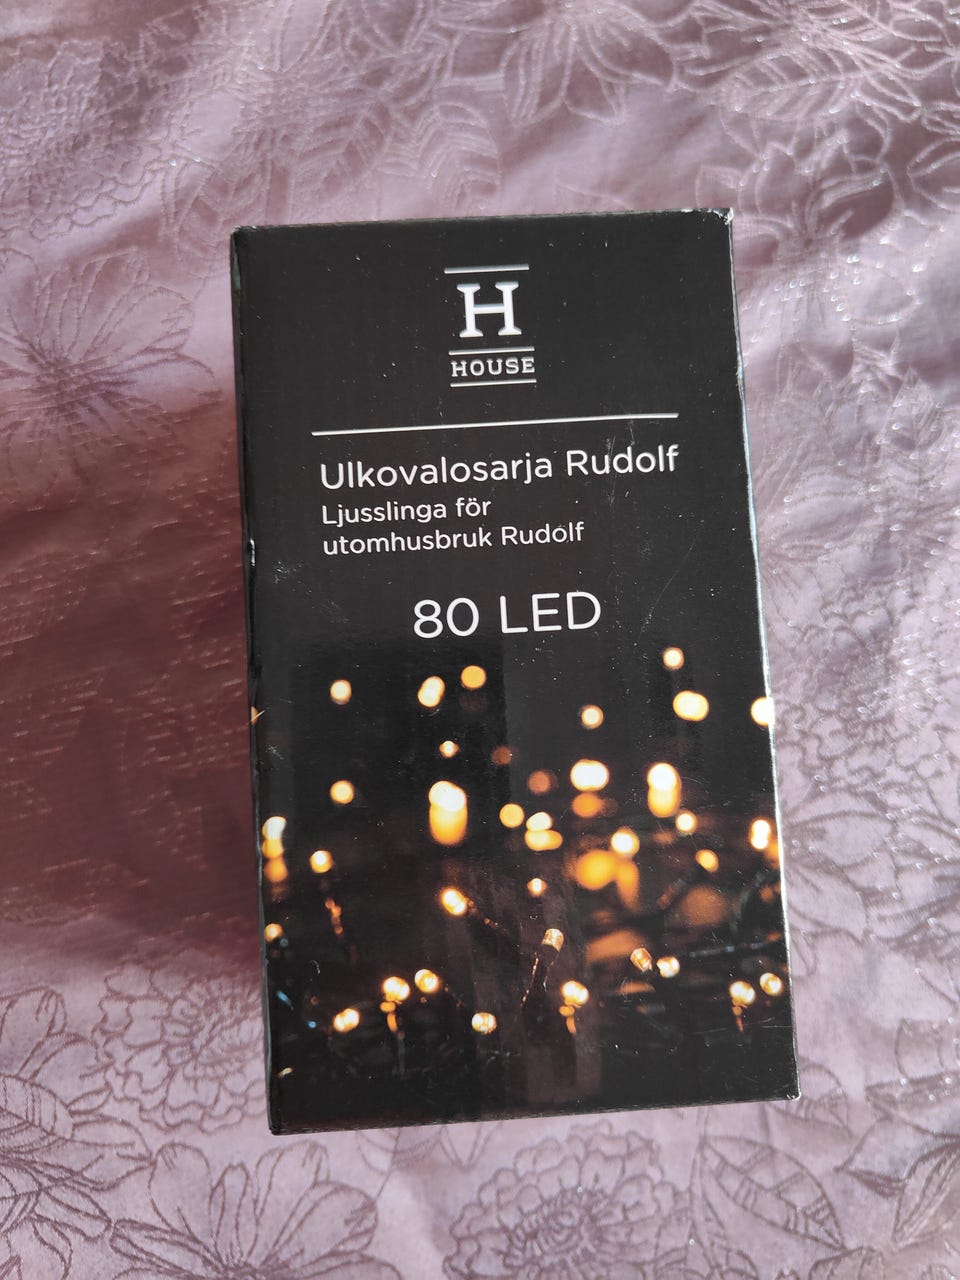 H
HOUSE
Ulkovalosarja Rudolf
Ljusslinga för
utomhusbruk Rudolf
80 LED